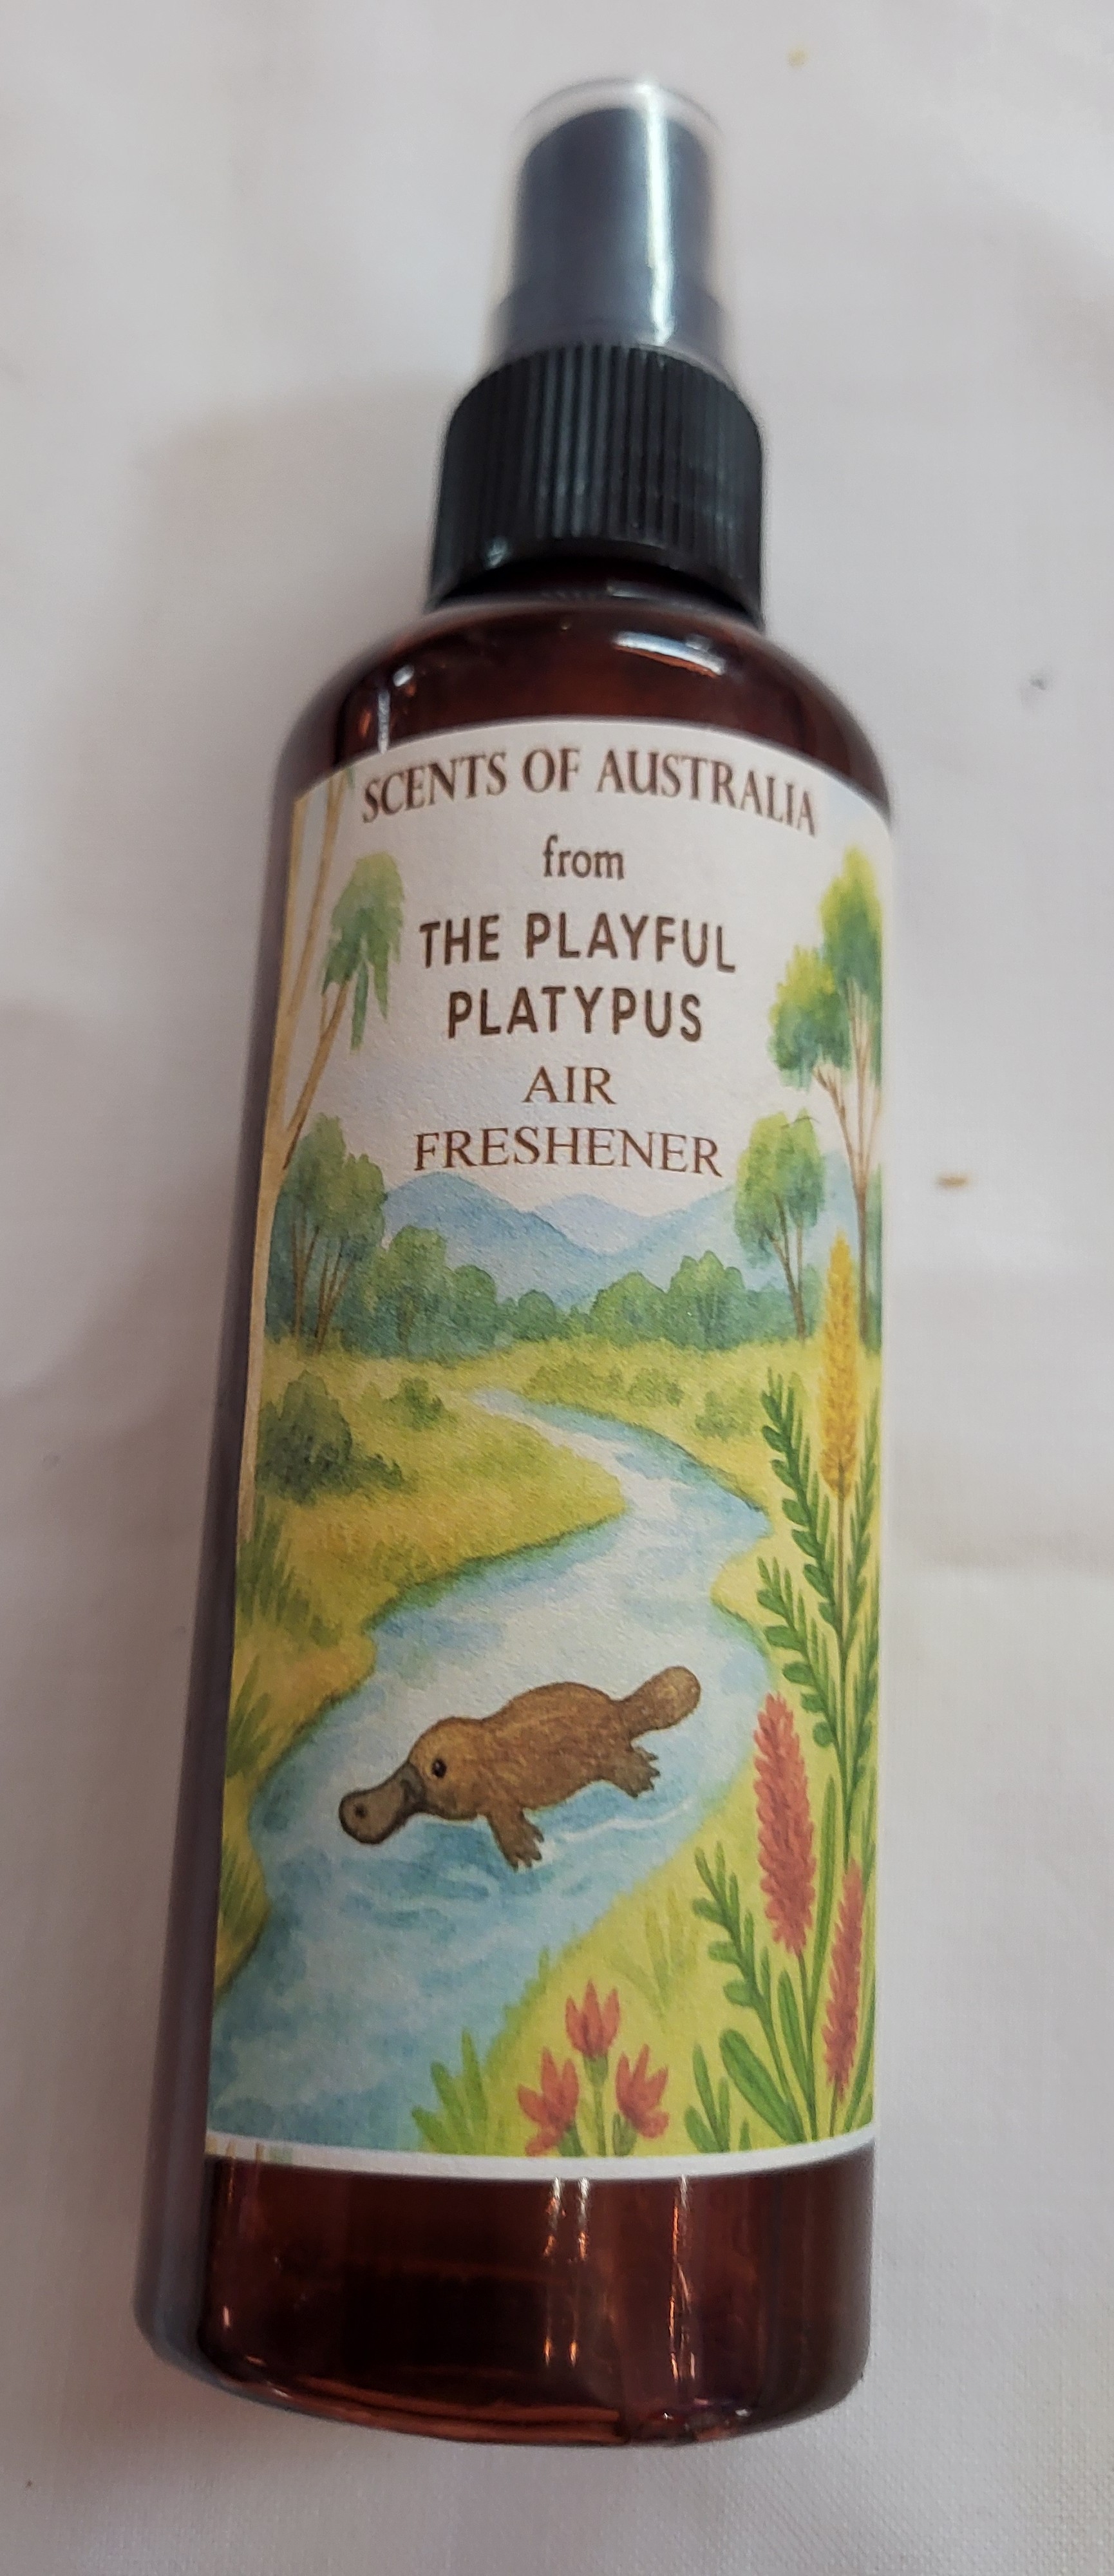 SCENTS OF AUSTRALIA
from
THE PLAYFUL
PLATYPUS
AIR
FRESHENER